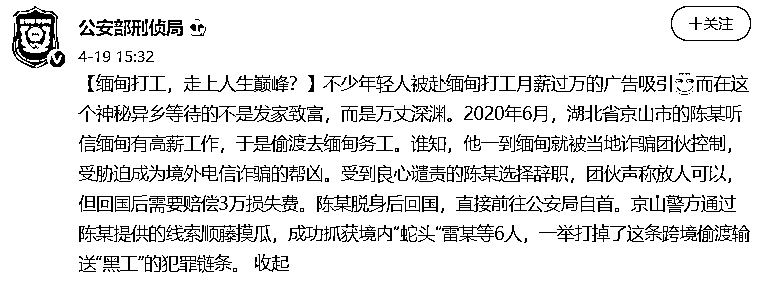 公安部刑侦局
+关注
4-19 15:32
【缅甸打工，走上人生巅峰？】不少年轻人被赴缅甸打工月薪过万的广告吸引而在这
个神秘异乡等待的不是发家致富，而是万丈深渊。2020年6月，湖北省京山市的陈某听
信缅甸有高薪工作，于是偷渡去缅甸务工。谁知，他一到缅甸就被当地诈骗团伙控制，
受胁迫成为境外电信诈骗的帮凶。受到良心谴责的陈某选择辞职，团伙声称放人可以，
但回国后需要赔偿3万损失费。陈某脱身后回国，直接前往公安局自首。京山警方通过
陈某提供的线索顺藤摸瓜，成功抓获境内“蛇头”雷某等6人，一举打掉了这条跨境偷渡输
送“黑工”的犯罪链条。 收起